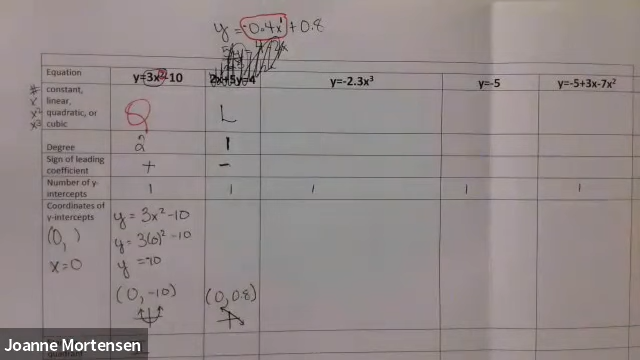 y = -0.4x¹ + 0.8
Equation y=3x²-10 2x+5y=4 y=-2.3x³ y=-5 y=-5+3x-7x²
# constant,
x linear,
x² quadratic, or
x³ cubic
Q L
Degree 2 1
Sign of leading
coefficient + -
Number of y-
intercepts 1 1 1 1 1
Coordinates of
y-intercepts
(0, )
x=0
y = 3x²-10
y = 3(0)²-10
y = -10
(0, -10) (0, 0.8)
Joanne Mortensen
quadrant